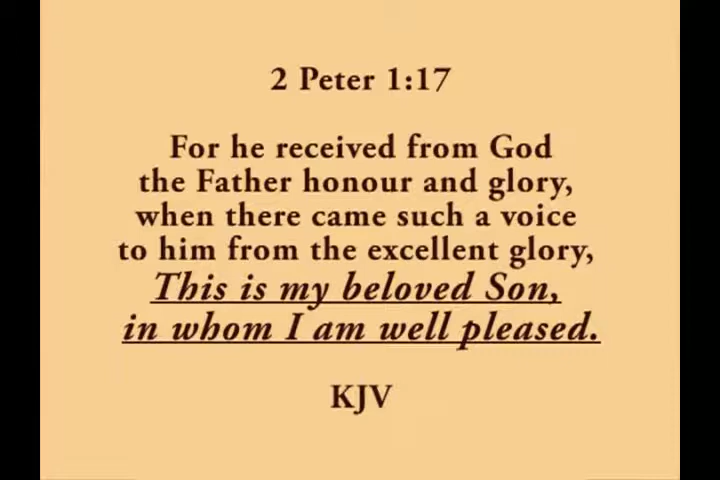 2 Peter 1:17
For he received from God
the Father honour and glory,
when there came such a voice
to him from the excellent glory,
This is my beloved Son,
in whom I am well pleased.
KJV